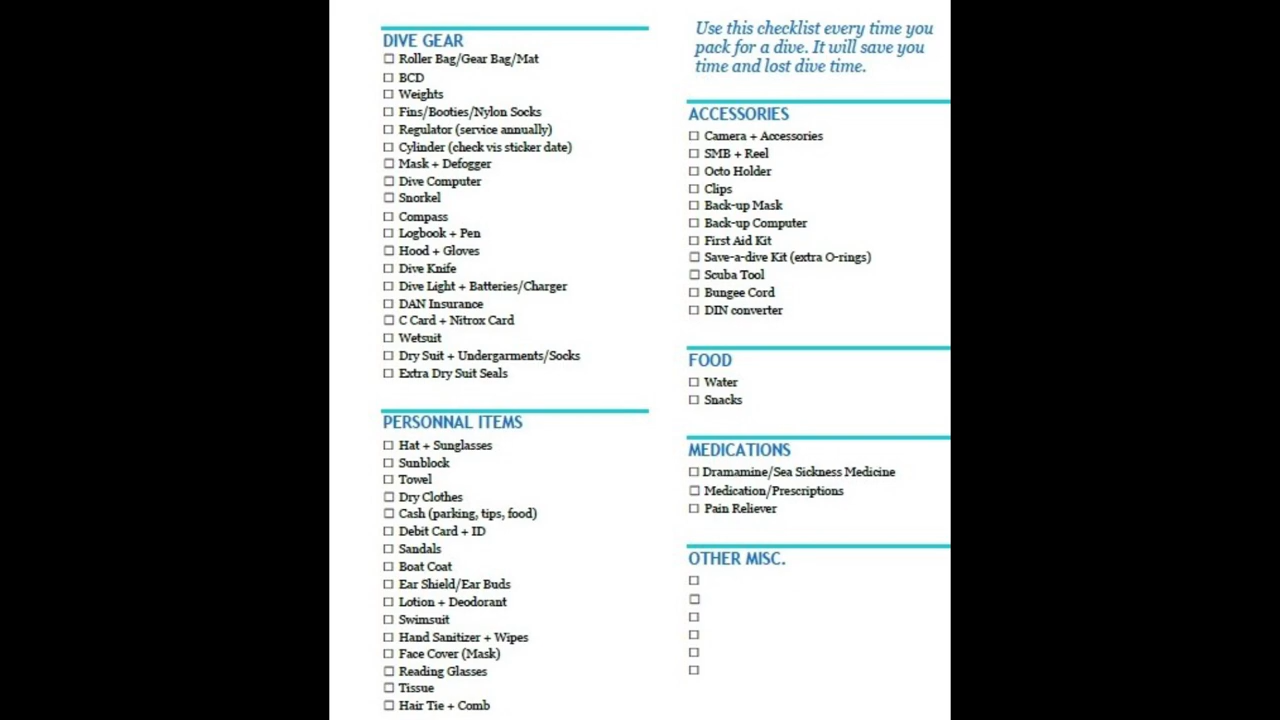 DIVE GEAR
☐ Roller Bag/Gear Bag/Mat
☐ BCD
☐ Weights
☐ Fins/Booties/Nylon Socks
☐ Regulator (service annually)
☐ Cylinder (check vis sticker date)
☐ Mask + Defogger
☐ Dive Computer
☐ Snorkel
☐ Compass
☐ Logbook + Pen
☐ Hood + Gloves
☐ Dive Knife
☐ Dive Light + Batteries/Charger
☐ DAN Insurance
☐ C Card + Nitrox Card
☐ Wetsuit
☐ Dry Suit + Undergarments/Socks
☐ Extra Dry Suit Seals
PERSONNAL ITEMS
☐ Hat + Sunglasses
☐ Sunblock
☐ Towel
☐ Dry Clothes
☐ Cash (parking, tips, food)
☐ Debit Card + ID
☐ Sandals
☐ Boat Coat
☐ Ear Shield/Ear Buds
☐ Lotion + Deodorant
☐ Swimsuit
☐ Hand Sanitizer + Wipes
☐ Face Cover (Mask)
☐ Reading Glasses
☐ Tissue
☐ Hair Tie + Comb
Use this checklist every time you
pack for a dive. It will save you
time and lost dive time.
ACCESSORIES
☐ Camera + Accessories
☐ SMB + Reel
☐ Octo Holder
☐ Clips
☐ Back-up Mask
☐ Back-up Computer
☐ First Aid Kit
☐ Save-a-dive Kit (extra O-rings)
☐ Scuba Tool
☐ Bungee Cord
☐ DIN converter
FOOD
☐ Water
☐ Snacks
MEDICATIONS
☐ Dramamine/Sea Sickness Medicine
☐ Medication/Prescriptions
☐ Pain Reliever
OTHER MISC.
☐
☐
☐
☐
☐
☐